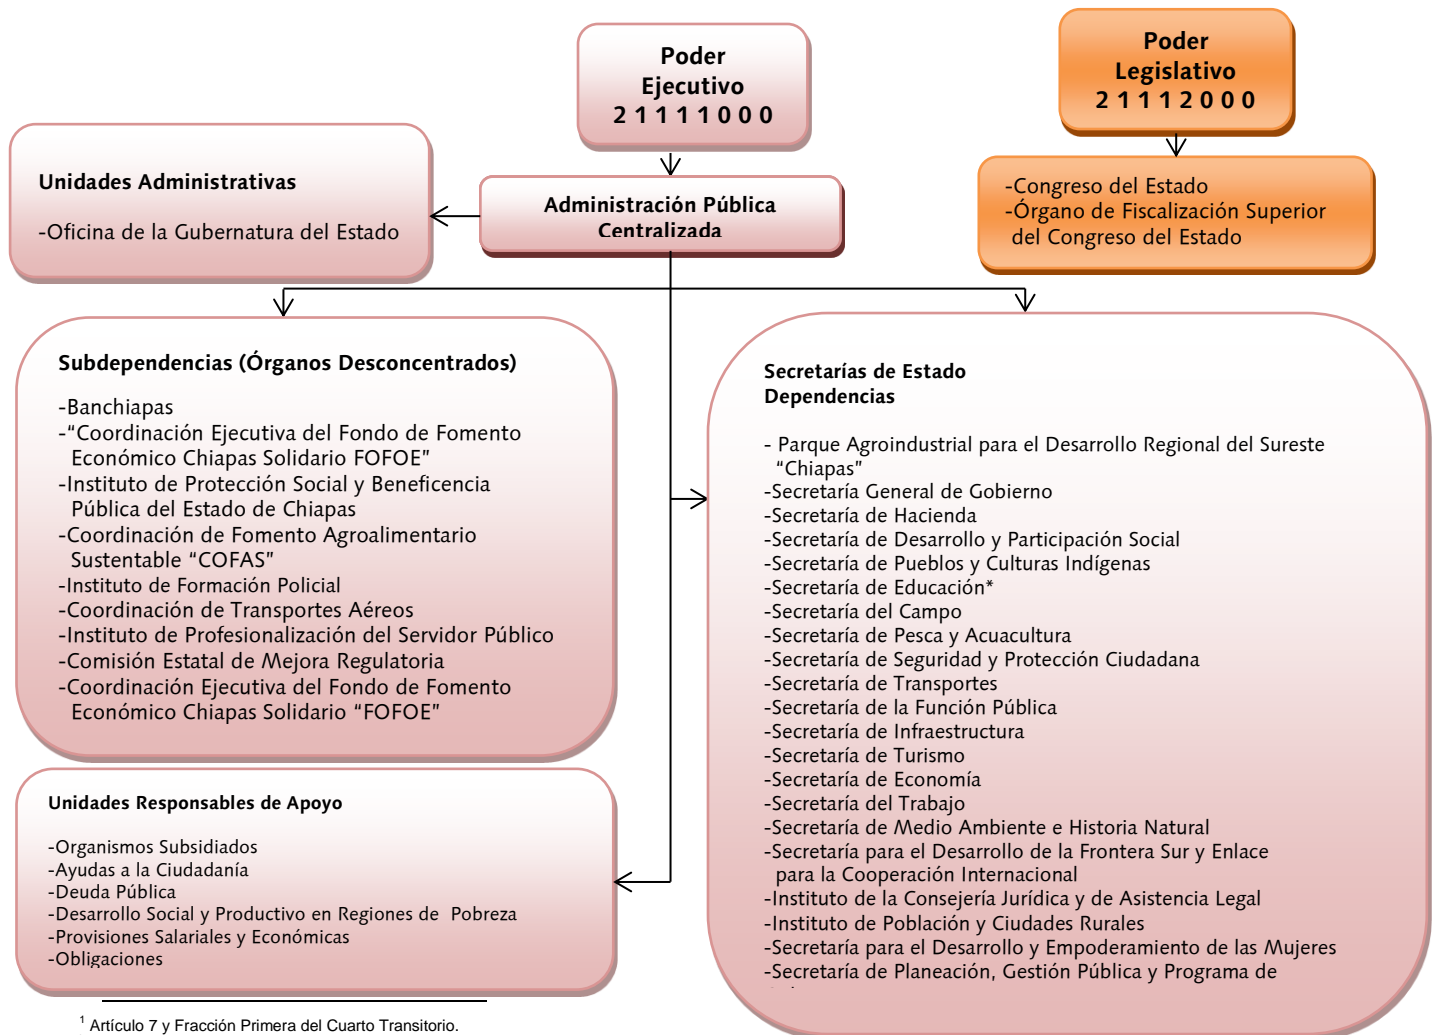 Poder
Ejecutivo
2 1 1 1 1 0 0 0
Poder
Legislativo
2 1 1 1 2 0 0 0
Unidades Administrativas
-Oficina de la Gubernatura del Estado
Administración Pública
Centralizada
-Congreso del Estado
-Órgano de Fiscalización Superior
del Congreso del Estado
Subdependencias (Órganos Desconcentrados)
-Banchiapas
-“Coordinación Ejecutiva del Fondo de Fomento
Económico Chiapas Solidario FOFOE”
-Instituto de Protección Social y Beneficencia
Pública del Estado de Chiapas
-Coordinación de Fomento Agroalimentario
Sustentable “COFAS”
-Instituto de Formación Policial
-Coordinación de Transportes Aéreos
-Instituto de Profesionalización del Servidor Público
-Comisión Estatal de Mejora Regulatoria
-Coordinación Ejecutiva del Fondo de Fomento
Económico Chiapas Solidario “FOFOE”
Secretarías de Estado
Dependencias
- Parque Agroindustrial para el Desarrollo Regional del Sureste
“Chiapas”
-Secretaría General de Gobierno
-Secretaría de Hacienda
-Secretaría de Desarrollo y Participación Social
-Secretaría de Pueblos y Culturas Indígenas
-Secretaría de Educación*
-Secretaría del Campo
-Secretaría de Pesca y Acuacultura
-Secretaría de Seguridad y Protección Ciudadana
-Secretaría de Transportes
-Secretaría de la Función Pública
-Secretaría de Infraestructura
-Secretaría de Turismo
-Secretaría de Economía
-Secretaría del Trabajo
-Secretaría de Medio Ambiente e Historia Natural
-Secretaría para el Desarrollo de la Frontera Sur y Enlace
para la Cooperación Internacional
-Instituto de la Consejería Jurídica y de Asistencia Legal
-Instituto de Población y Ciudades Rurales
-Secretaría para el Desarrollo y Empoderamiento de las Mujeres
-Secretaría de Planeación, Gestión Pública y Programa de
Unidades Responsables de Apoyo
-Organismos Subsidiados
-Ayudas a la Ciudadanía
-Deuda Pública
-Desarrollo Social y Productivo en Regiones de Pobreza
-Provisiones Salariales y Económicas
-Obligaciones
1 Artículo 7 y Fracción Primera del Cuarto Transitorio.